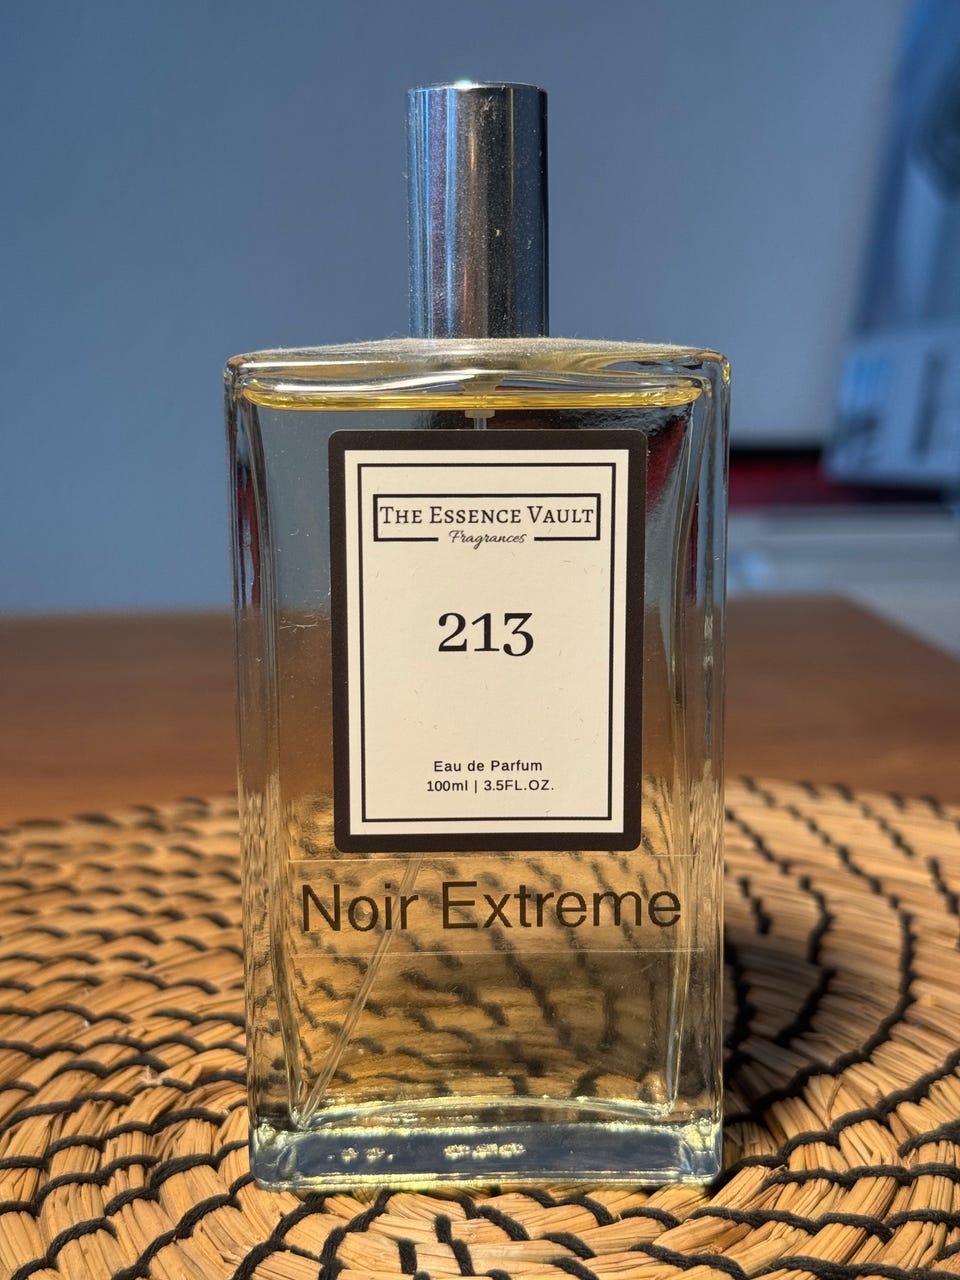 THE ESSENCE VAULT
Fragrances
213
Eau de Parfum
100ml | 3.5FL.OZ.
Noir Extreme